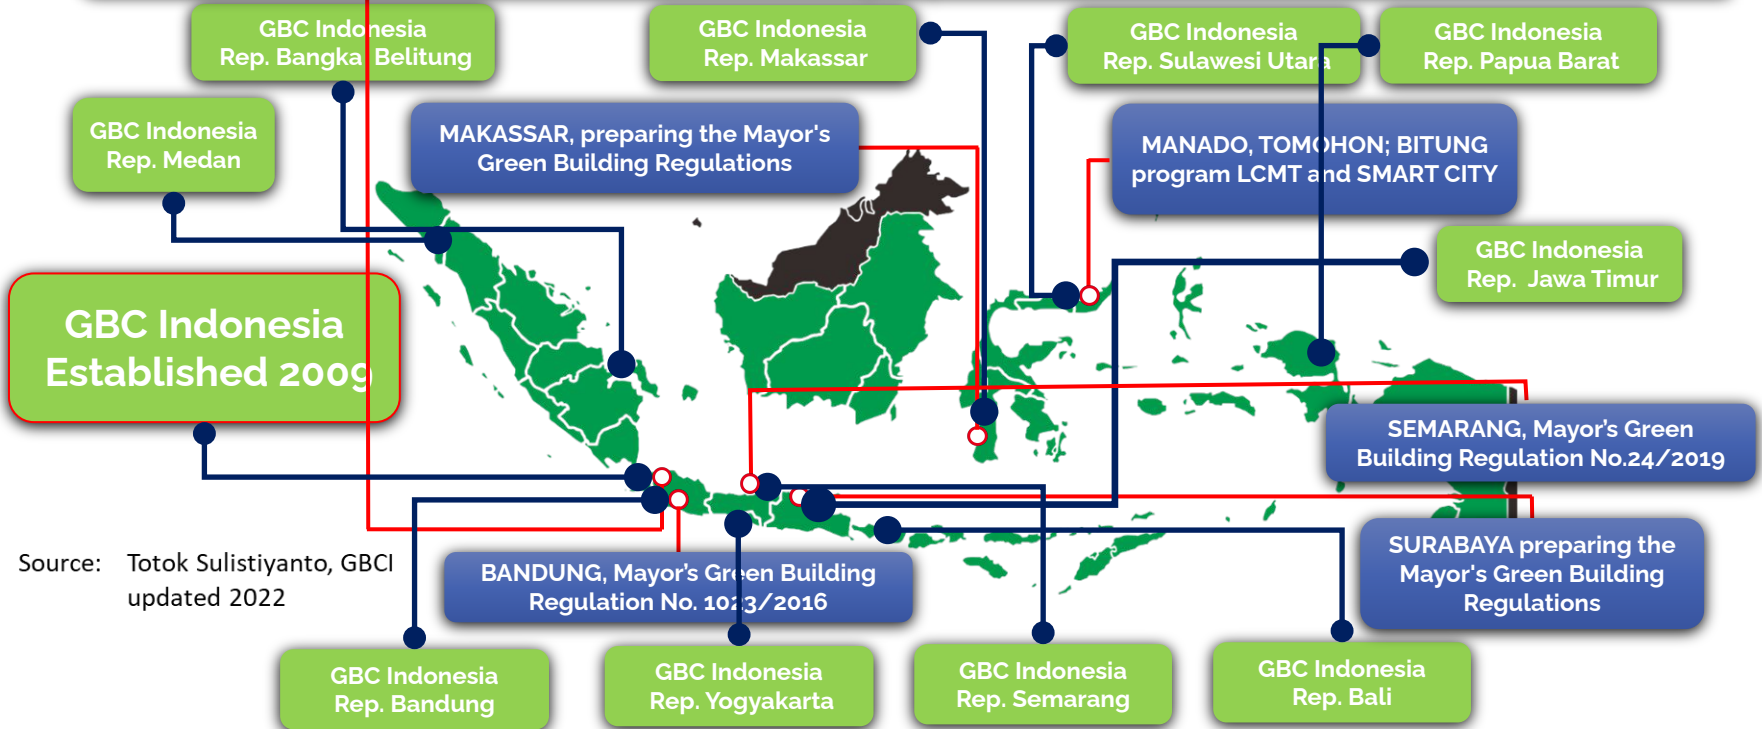 GBC Indonesia
Rep. Bangka Belitung
GBC Indonesia
Rep. Makassar
GBC Indonesia
Rep. Sulawesi Utara
GBC Indonesia
Rep. Papua Barat
GBC Indonesia
Rep. Medan
MAKASSAR, preparing the Mayor's
Green Building Regulations
MANADO, TOMOHON; BITUNG
program LCMT and SMART CITY
GBC Indonesia
Rep. Jawa Timur
GBC Indonesia
Established 2009
SEMARANG, Mayor’s Green
Building Regulation No.24/2019
SURABAYA preparing the
Mayor's Green Building
Regulations
Source: Totok Sulistiyanto, GBCI
updated 2022
BANDUNG, Mayor’s Green Building
Regulation No. 1023/2016
GBC Indonesia
Rep. Bandung
GBC Indonesia
Rep. Yogyakarta
GBC Indonesia
Rep. Semarang
GBC Indonesia
Rep. Bali